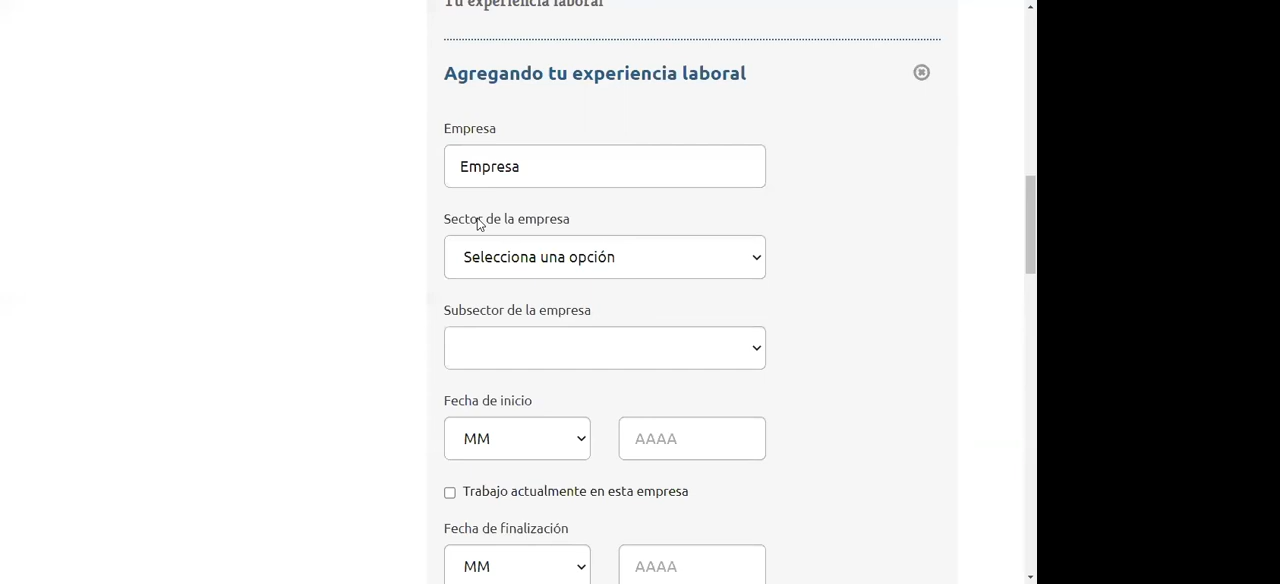 Tu experiencia laboral
Agregando tu experiencia laboral
Empresa
Empresa
Sector de la empresa
Selecciona una opción
Subsector de la empresa
Fecha de inicio
MM AAAA
Trabajo actualmente en esta empresa
Fecha de finalización
MM AAAA